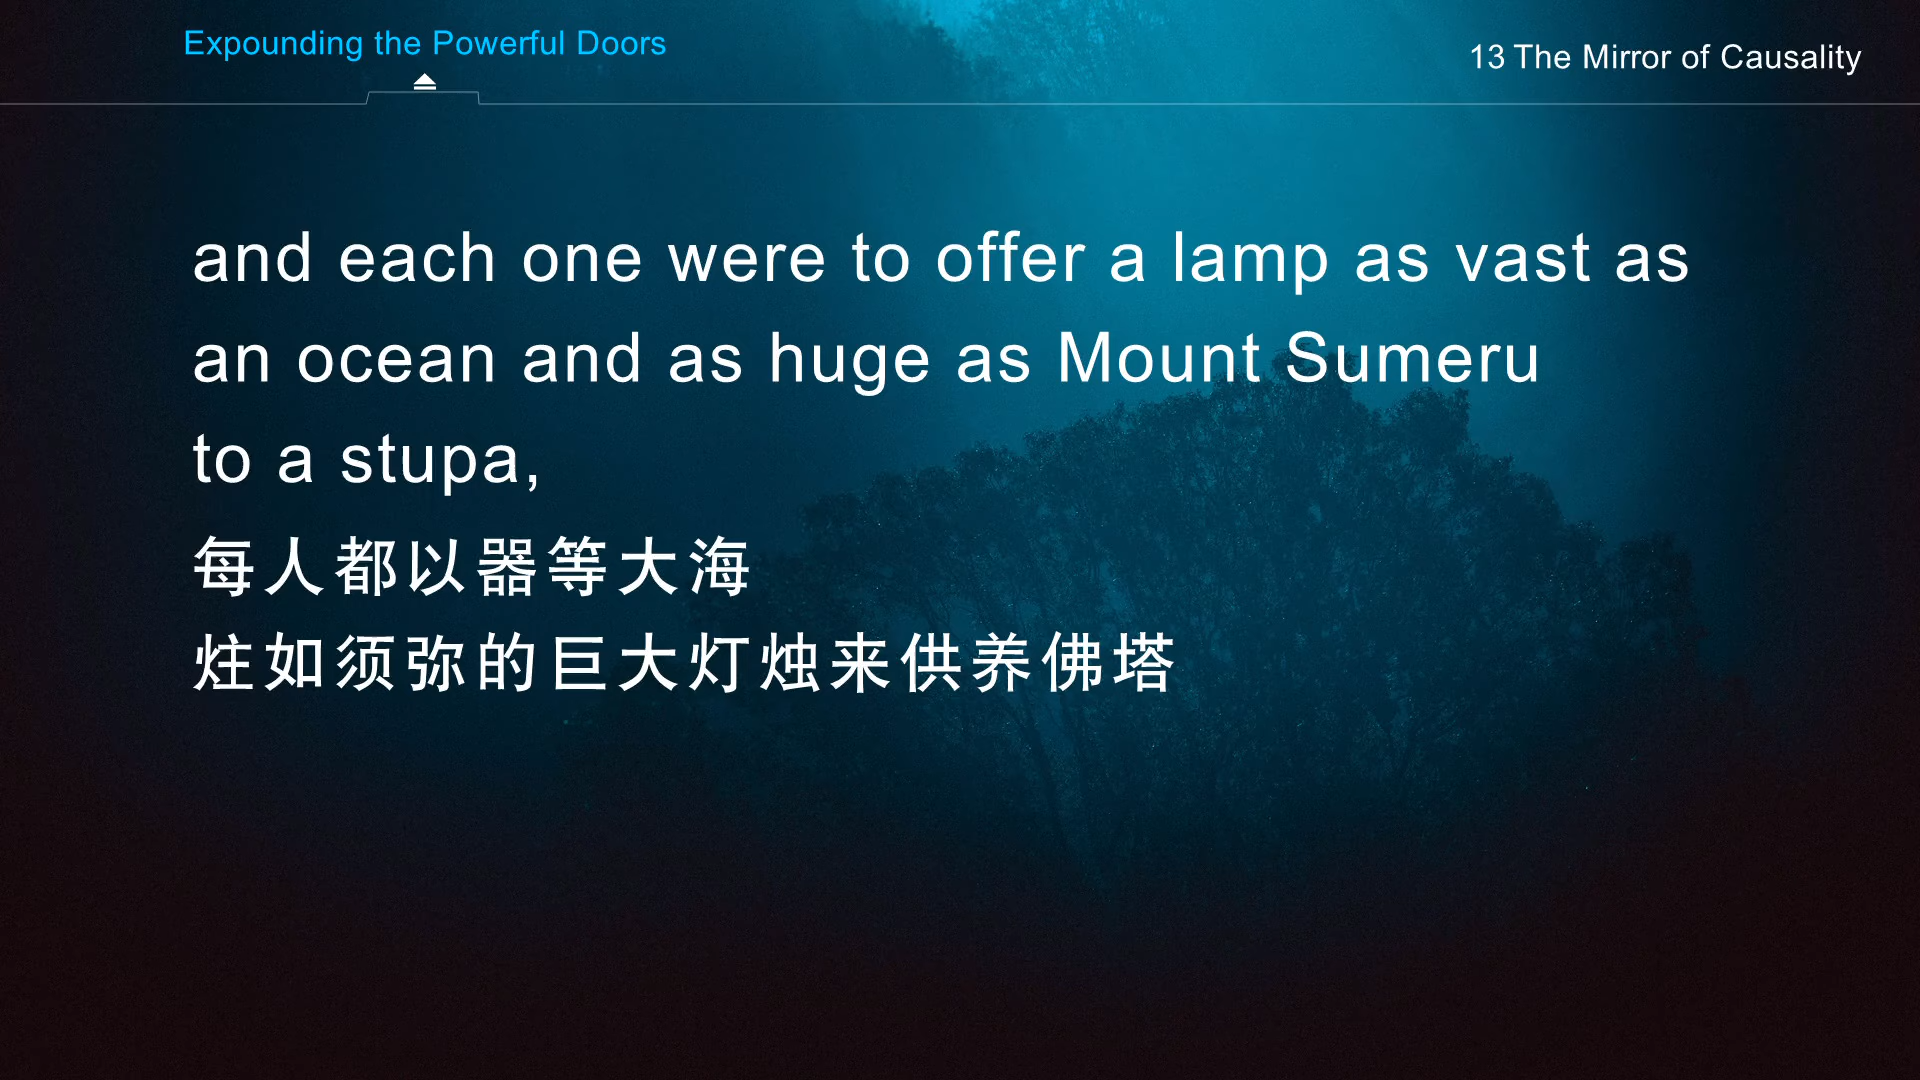 Expounding the Powerful Doors
13 The Mirror of Causality
and each one were to offer a lamp as vast as
an ocean and as huge as Mount Sumeru
to a stupa,
每人都以器等大海
炷如须弥的巨大灯烛来供养佛塔